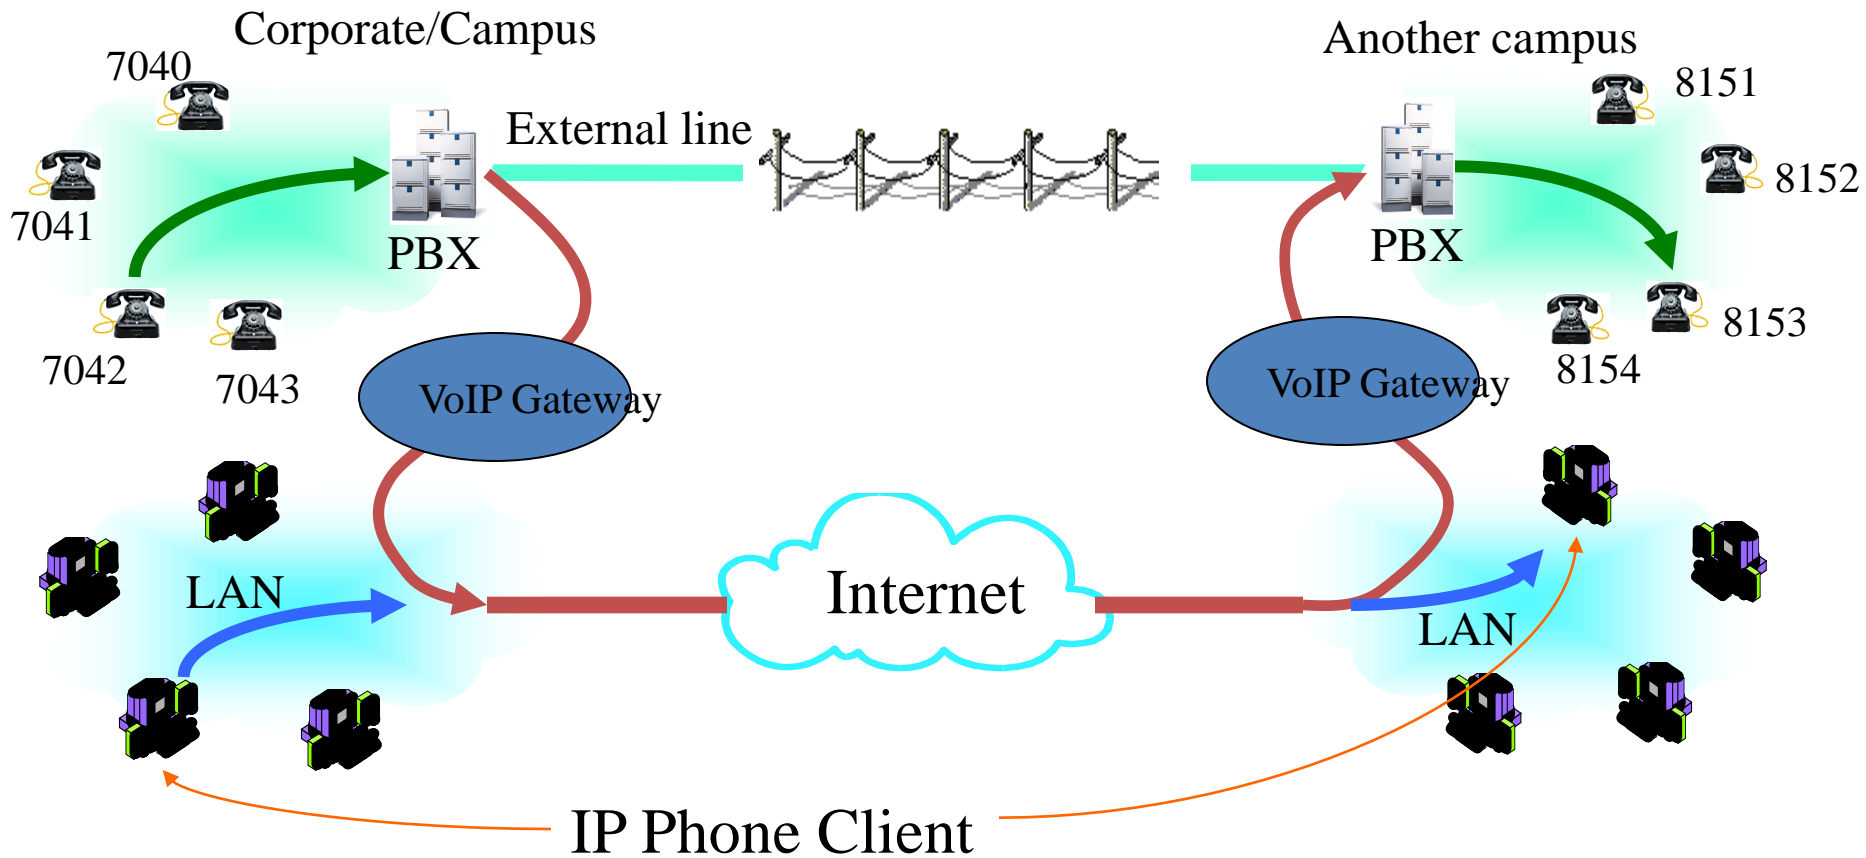 Corporate/Campus
Another campus
7040
8151
External line
8152
7041
PBX
PBX
7042
7043
8153
8154
VoIP Gateway
VoIP Gateway
LAN
Internet
LAN
IP Phone Client